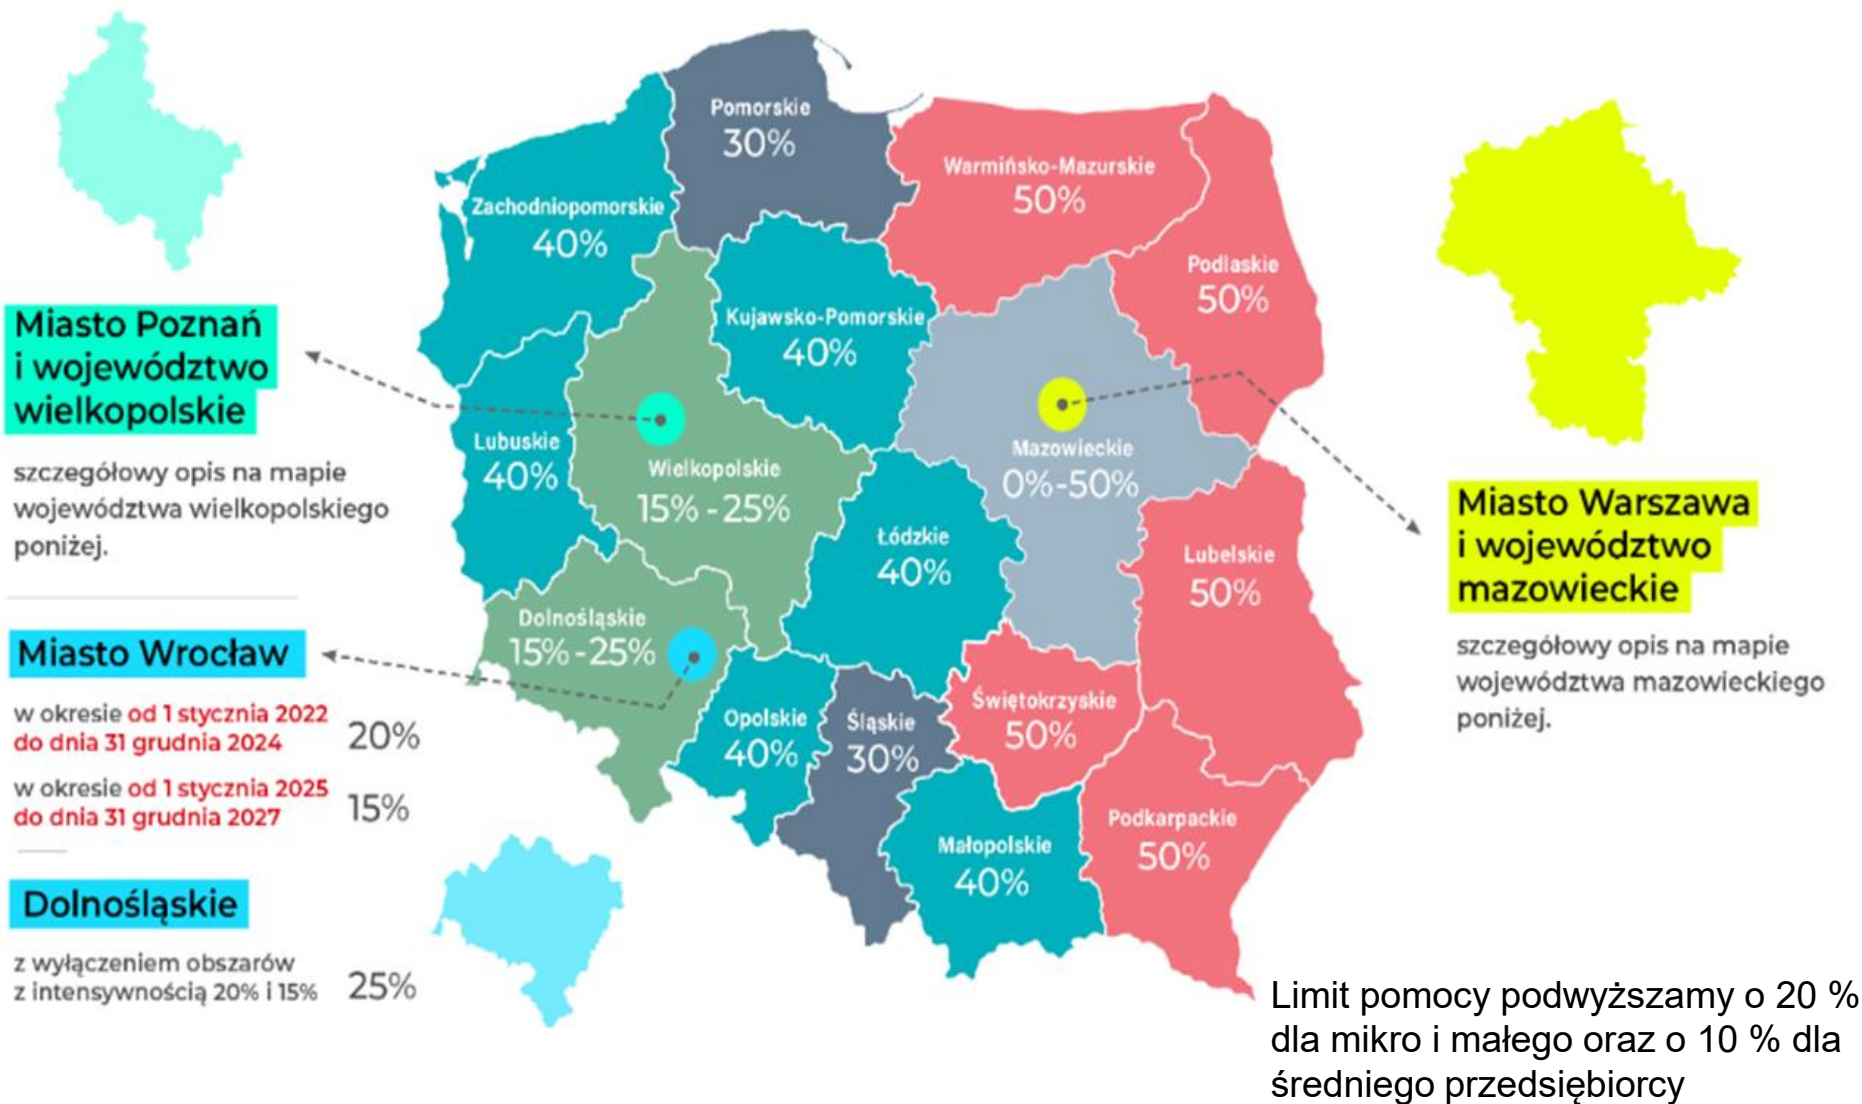 Miasto Poznań
i województwo
wielkopolskie
szczegółowy opis na mapie
województwa wielkopolskiego
poniżej.
Miasto Wrocław
w okresie od 1 stycznia 2022
do dnia 31 grudnia 2024
20%
w okresie od 1 stycznia 2025
do dnia 31 grudnia 2027
15%
Dolnośląskie
z wyłączeniem obszarów
z intensywnością 20% i 15%
25%
Pomorskie
30%
Warmińsko-Mazurskie
50%
Zachodniopomorskie
40%
Podlaskie
50%
Kujawsko-Pomorskie
40%
Lubuskie
40%
Wielkopolskie
15% - 25%
Mazowieckie
0%-50%
Łódzkie
40%
Lubelskie
50%
Dolnośląskie
15% - 25%
Opolskie
40%
Śląskie
30%
Świętokrzyskie
50%
Małopolskie
40%
Podkarpackie
50%
Miasto Warszawa
i województwo
mazowieckie
szczegółowy opis na mapie
województwa mazowieckiego
poniżej.
Limit pomocy podwyższamy o 20 %
dla mikro i małego oraz o 10 % dla
średniego przedsiębiorcy